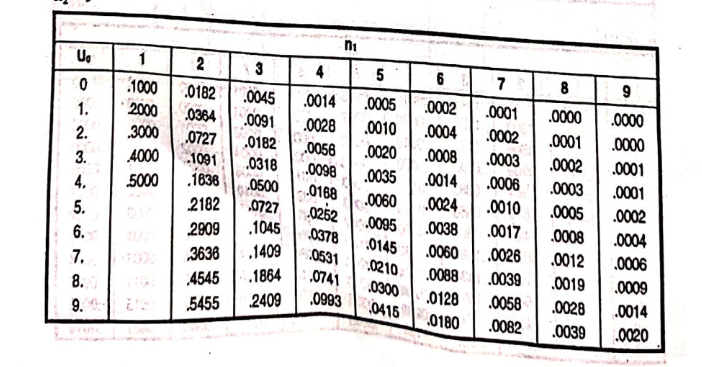 n₁
U₀ 1 2 3 4 5 6 7 8 9
0 .1000 .0182 .0045 .0014 .0005 .0002 .0001 .0000 .0000
1. .2000 .0364 .0091 .0028 .0010 .0004 .0002 .0001 .0000
2. .3000 .0727 .0182 .0056 .0020 .0008 .0003 .0002 .0001
3. .4000 .1091 .0318 .0098 .0035 .0014 .0006 .0003 .0001
4. .5000 .1636 .0500 .0168 .0060 .0024 .0010 .0005 .0002
5. .2182 .0727 .0252 .0095 .0038 .0017 .0008 .0004
6. .2909 .1045 .0378 .0145 .0060 .0026 .0012 .0006
7. .3636 .1409 .0531 .0210 .0088 .0039 .0019 .0009
8. .4545 .1864 .0741 .0300 .0128 .0058 .0028 .0014
9. .5455 .2409 .0993 .0415 .0180 .0082 .0039 .0020